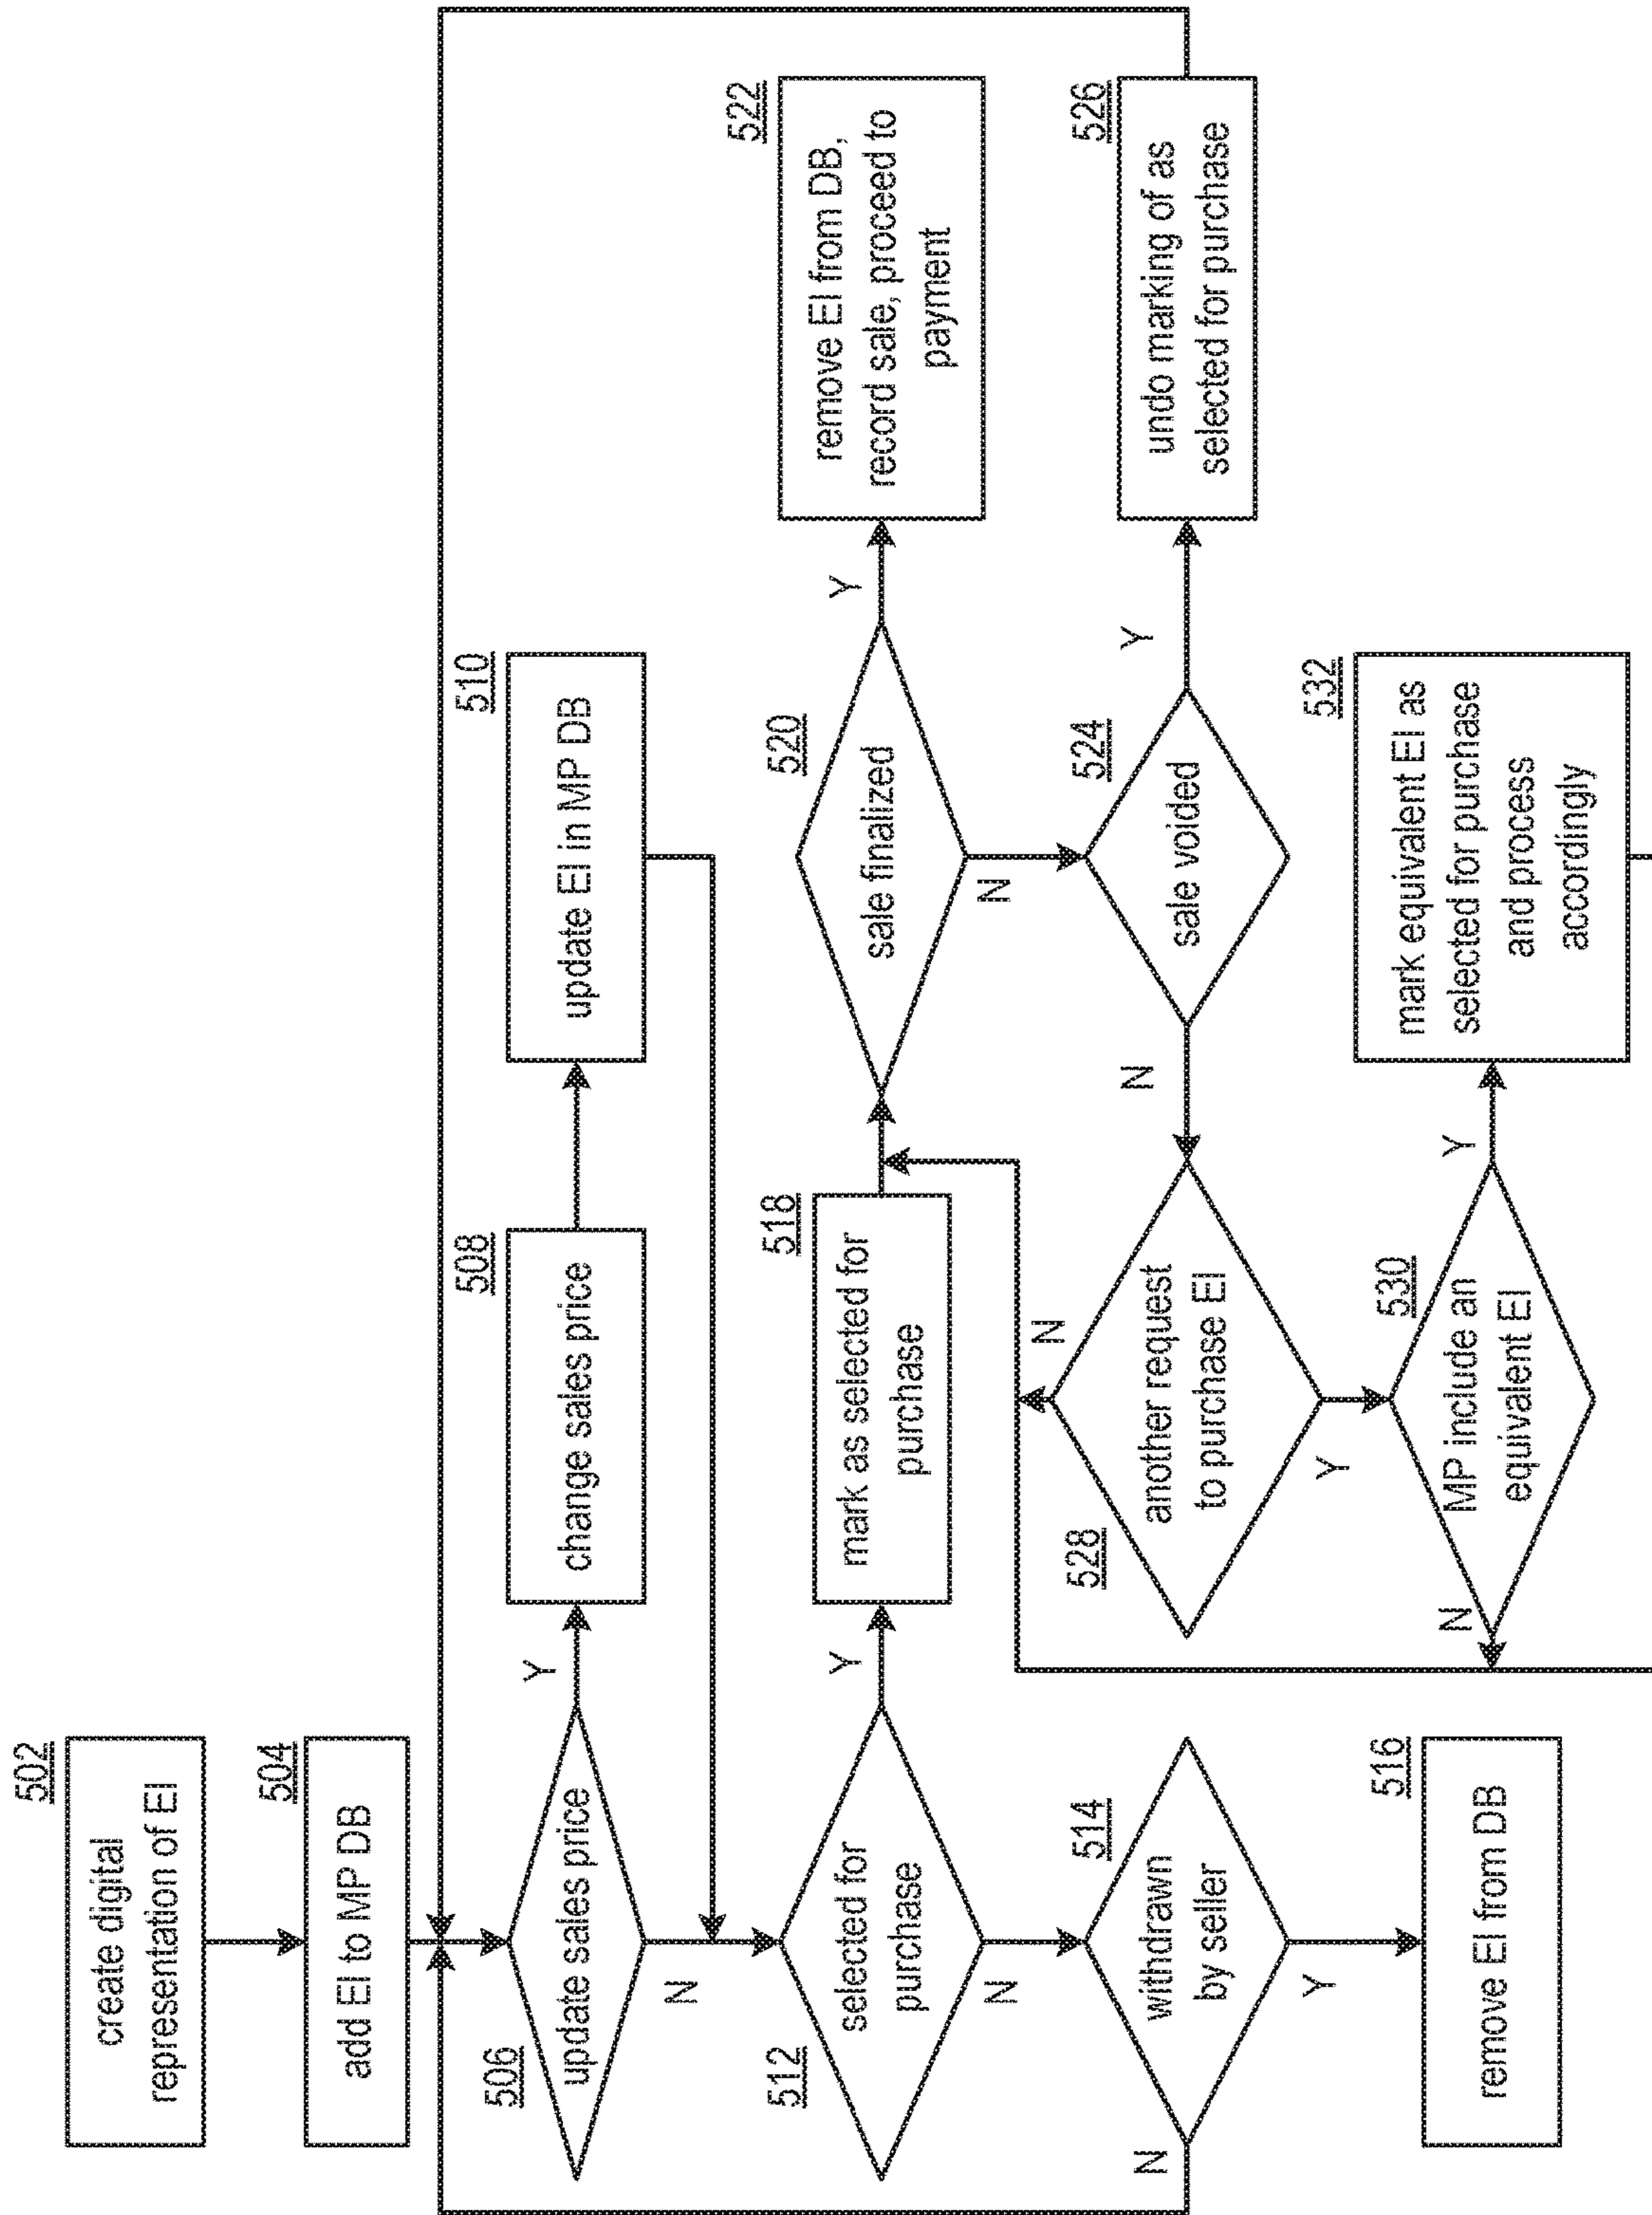 502
create digital
representation of EI
504
add EI to MP DB
506
update sales price
Y
N
508
change sales price
510
update EI in MP DB
512
selected for
purchase
Y
N
518
mark as selected for
purchase
520
sale finalized
Y
N
522
remove EI from DB,
record sale, proceed to
payment
514
withdrawn
by seller
N
Y
528
another request
to purchase EI
N
Y
524
sale voided
N
Y
526
undo marking of as
selected for purchase
516
remove EI from DB
530
MP include an
equivalent EI
N
Y
532
mark equivalent EI as
selected for purchase
and process
accordingly